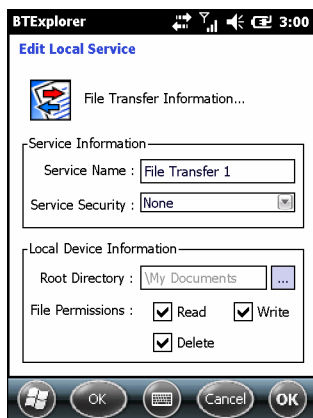 BTExplorer 3:00
Edit Local Service
File Transfer Information...
Service Information
Service Name : File Transfer 1
Service Security : None
Local Device Information
Root Directory : \My Documents ...
File Permissions : Read Write
Delete
OK Cancel OK